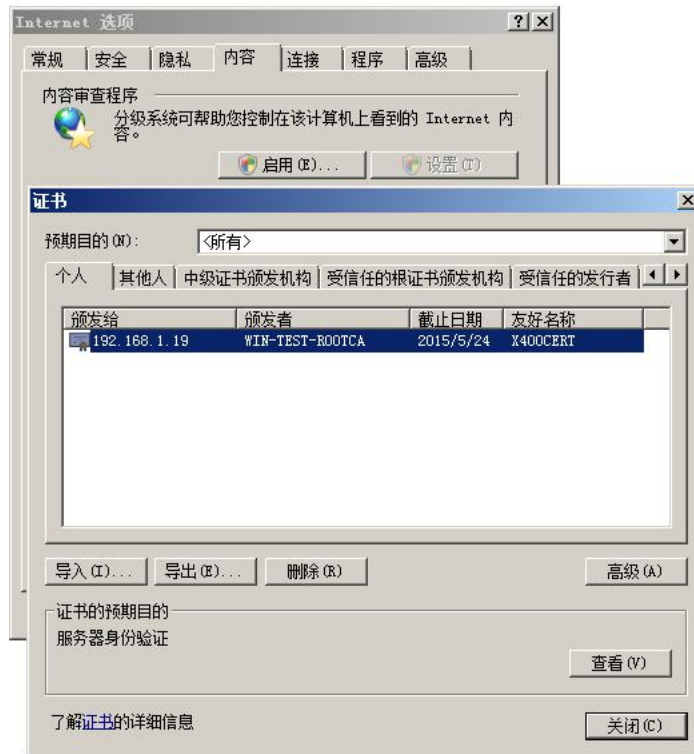 Internet 选项
常规 安全 隐私 内容 连接 程序 高级
内容审查程序
分级系统可帮助您控制在该计算机上看到的 Internet 内
容。
启用(E)... 设置(T)
证书
预期目的(N): <所有>
个人 其他人 中级证书颁发机构 受信任的根证书颁发机构 受信任的发行者
颁发给 颁发者 截止日期 友好名称
192.168.1.19 WIN-TEST-ROOTCA 2015/5/24 X400CERT
导入(I)... 导出(E)... 删除(R) 高级(A)
证书的预期目的
服务器身份验证
查看(V)
了解证书的详细信息 关闭(C)